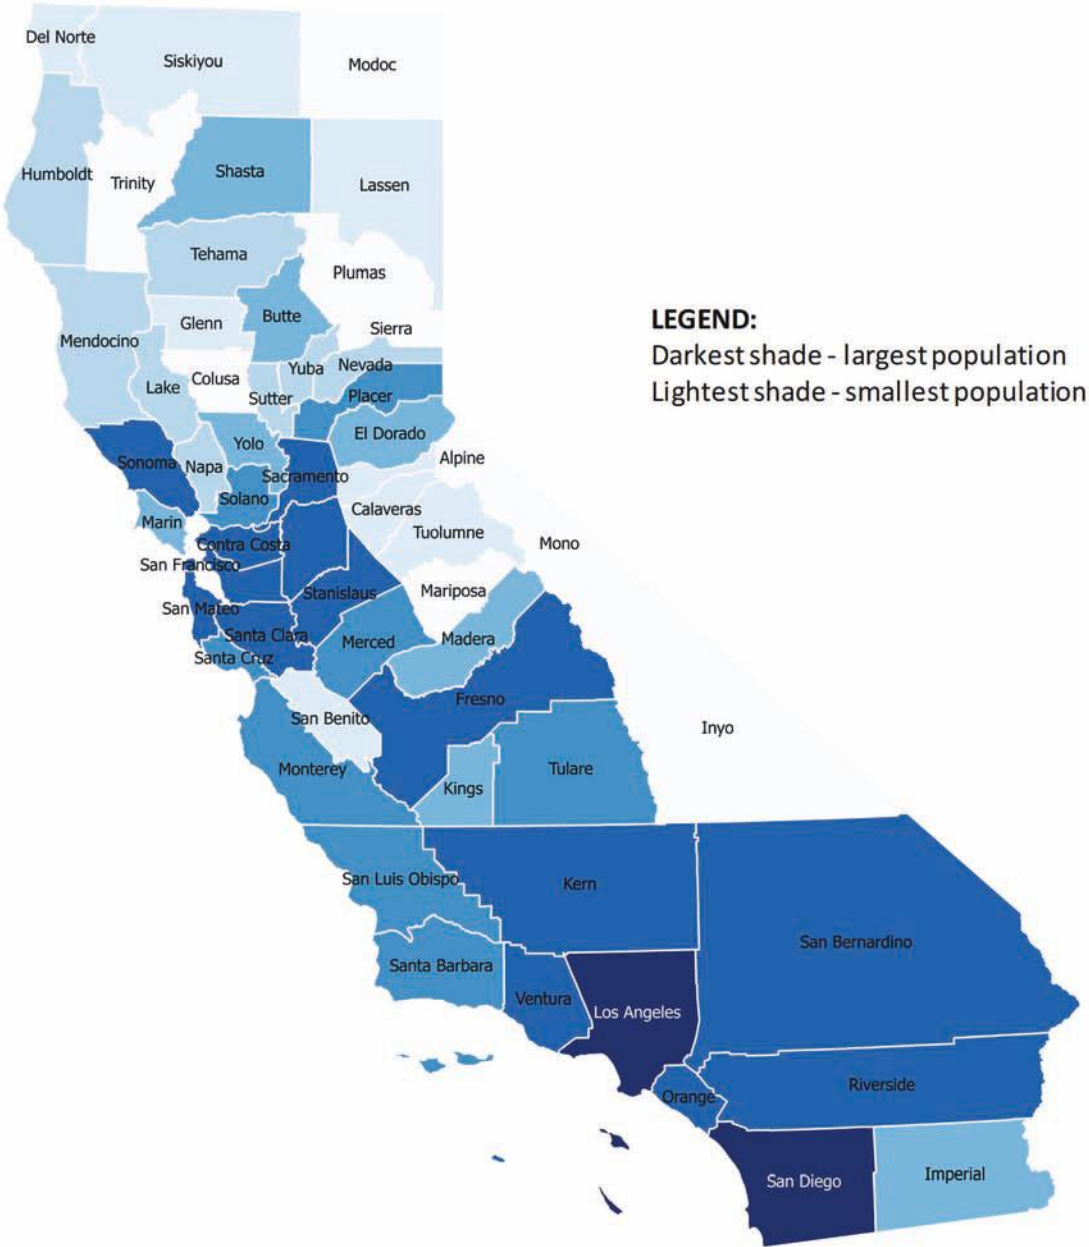 Del Norte
Siskiyou
Modoc
Humboldt
Trinity
Shasta
Lassen
Tehama
Plumas
Glenn
Butte
Sierra
Mendocino
Lake
Colusa
Sutter
Yuba
Nevada
Placer
El Dorado
Yolo
Sonoma
Napa
Sacramento
Alpine
Solano
Calaveras
Marin
Tuolumne
Contra Costa
Mono
San Francisco
Mariposa
Stanislaus
San Mateo
Santa Clara
Merced
Madera
Santa Cruz
Fresno
San Benito
Inyo
Monterey
Kings
Tulare
San Luis Obispo
Kern
San Bernardino
Santa Barbara
Ventura
Los Angeles
Orange
Riverside
San Diego
Imperial
LEGEND:
Darkest shade - largest population
Lightest shade - smallest population